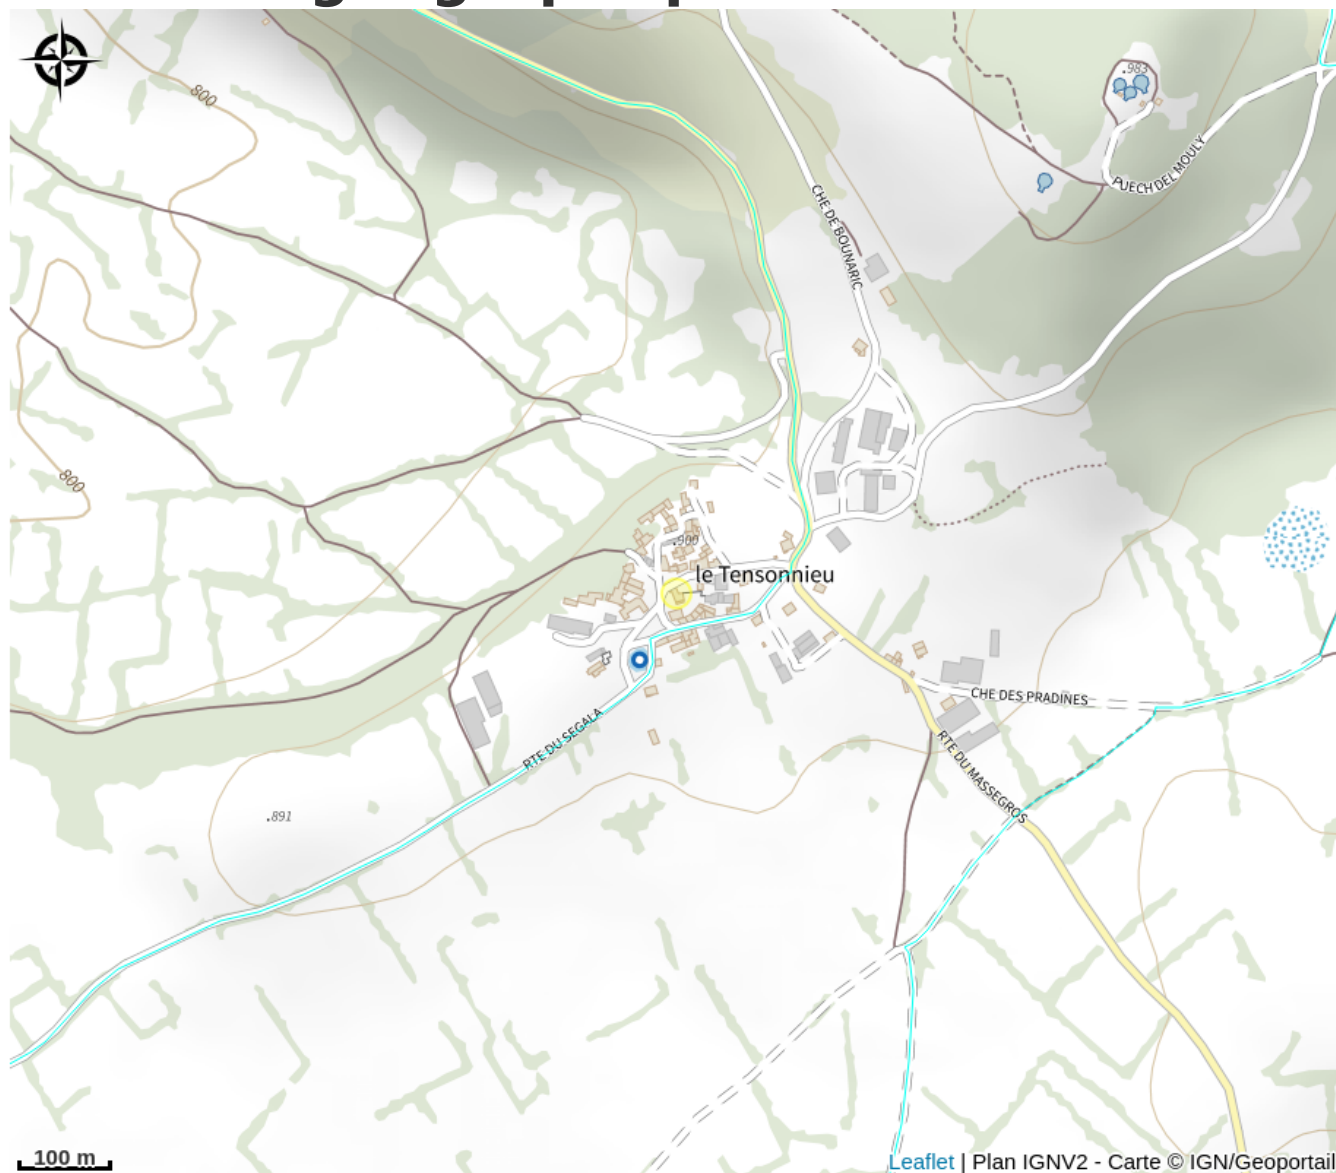 800
.983
PUECH DEL MOULY
CHE DE BOUNARIC
800
.900
le Tensonnieu
CHE DES PRADINES
RTE DU SEGALA
RTE DU MASSEGROS
.891
100 m
Leaflet | Plan IGNV2 - Carte © IGN/Geoportail